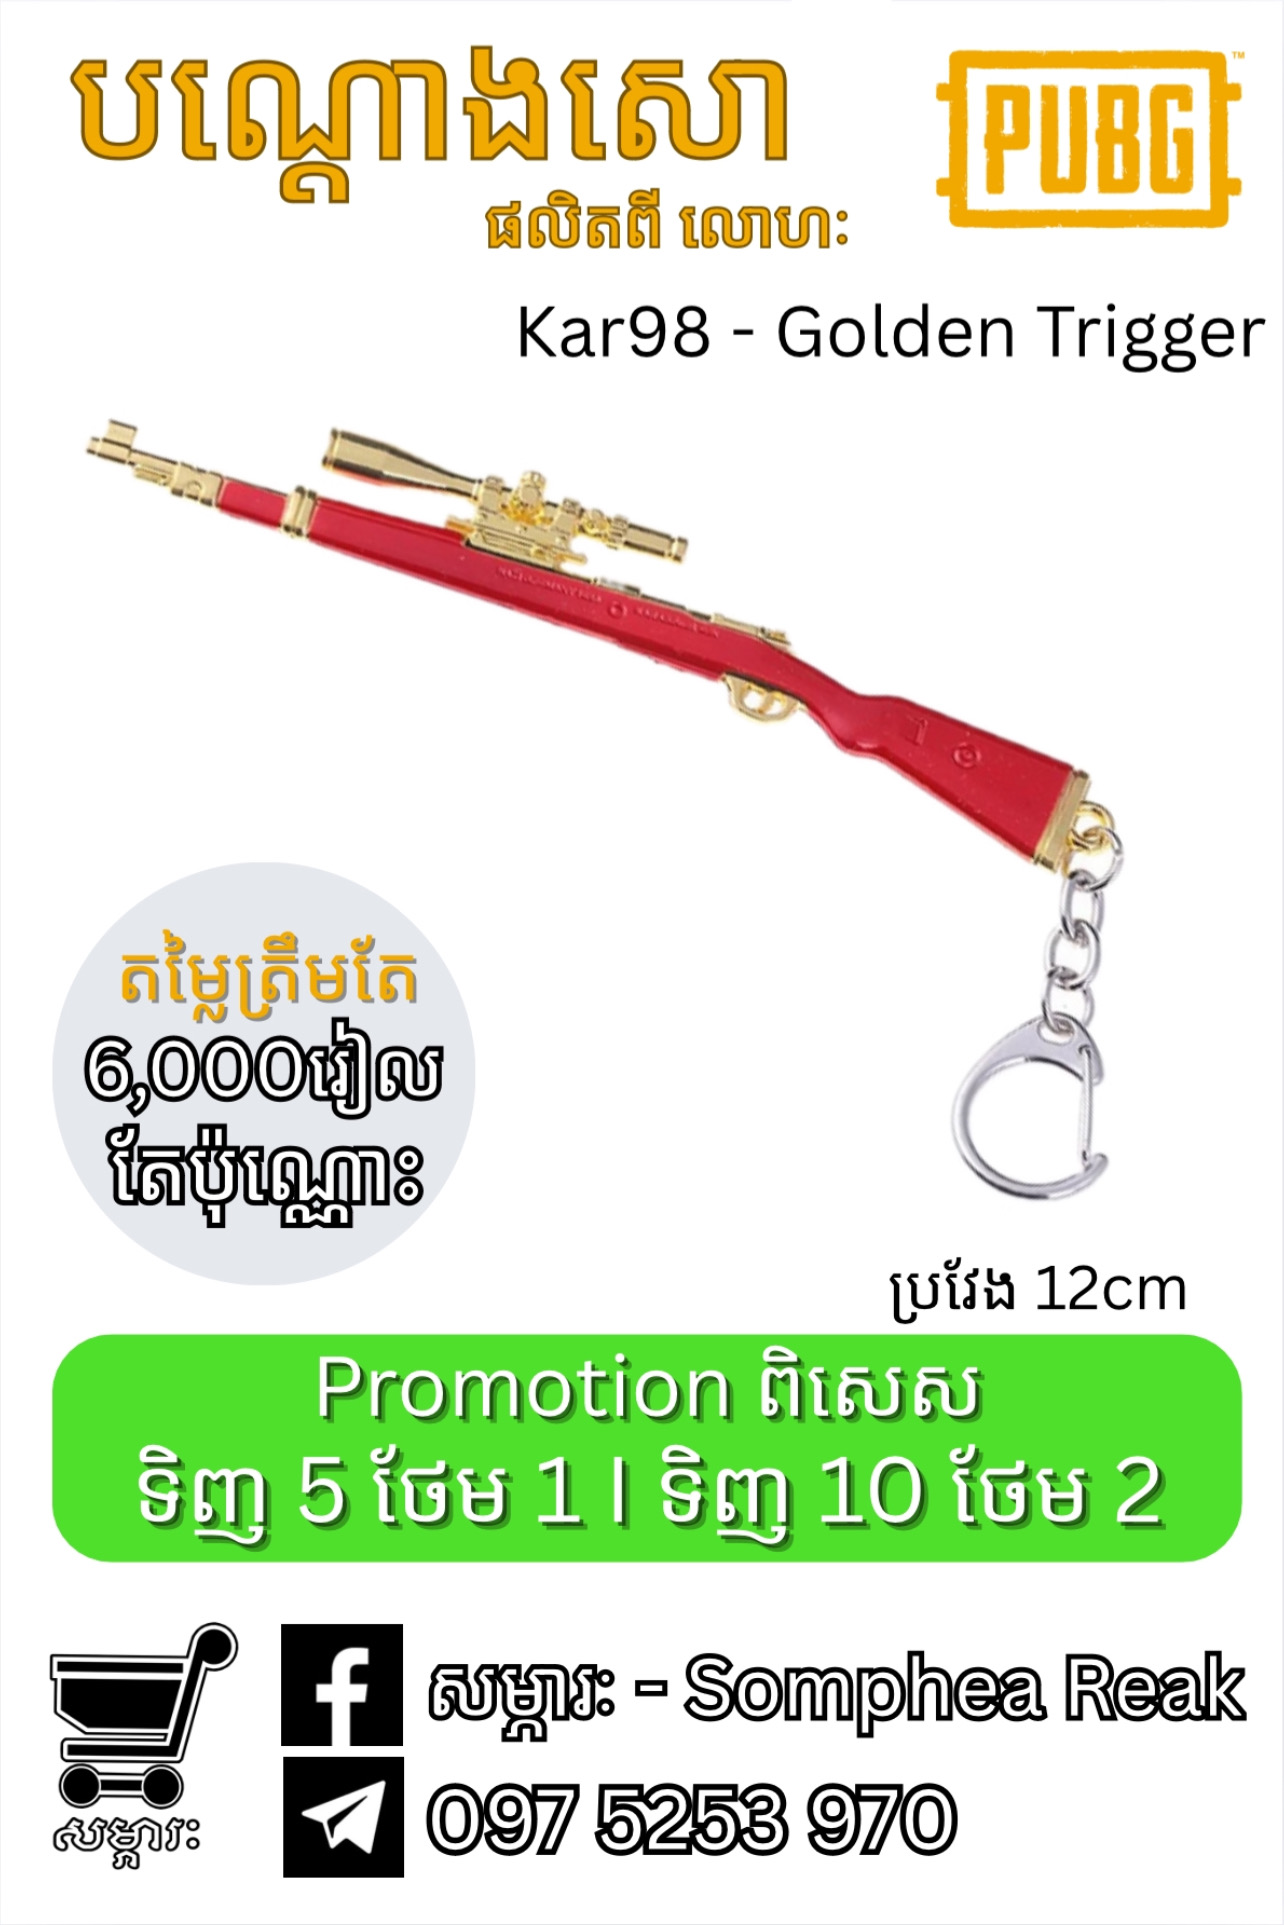 បណ្ដោងសោ
PUBG
™
ផលិតពី លោហៈ
Kar98 - Golden Trigger
តម្លៃត្រឹមតែ
6,000រៀល
តែប៉ុណ្ណោះ
ប្រវែង 12cm
Promotion ពិសេស
ទិញ 5 ថែម 1 | ទិញ 10 ថែម 2
សម្ភារៈ - Somphea Reak
097 5253 970
សម្ភារៈ